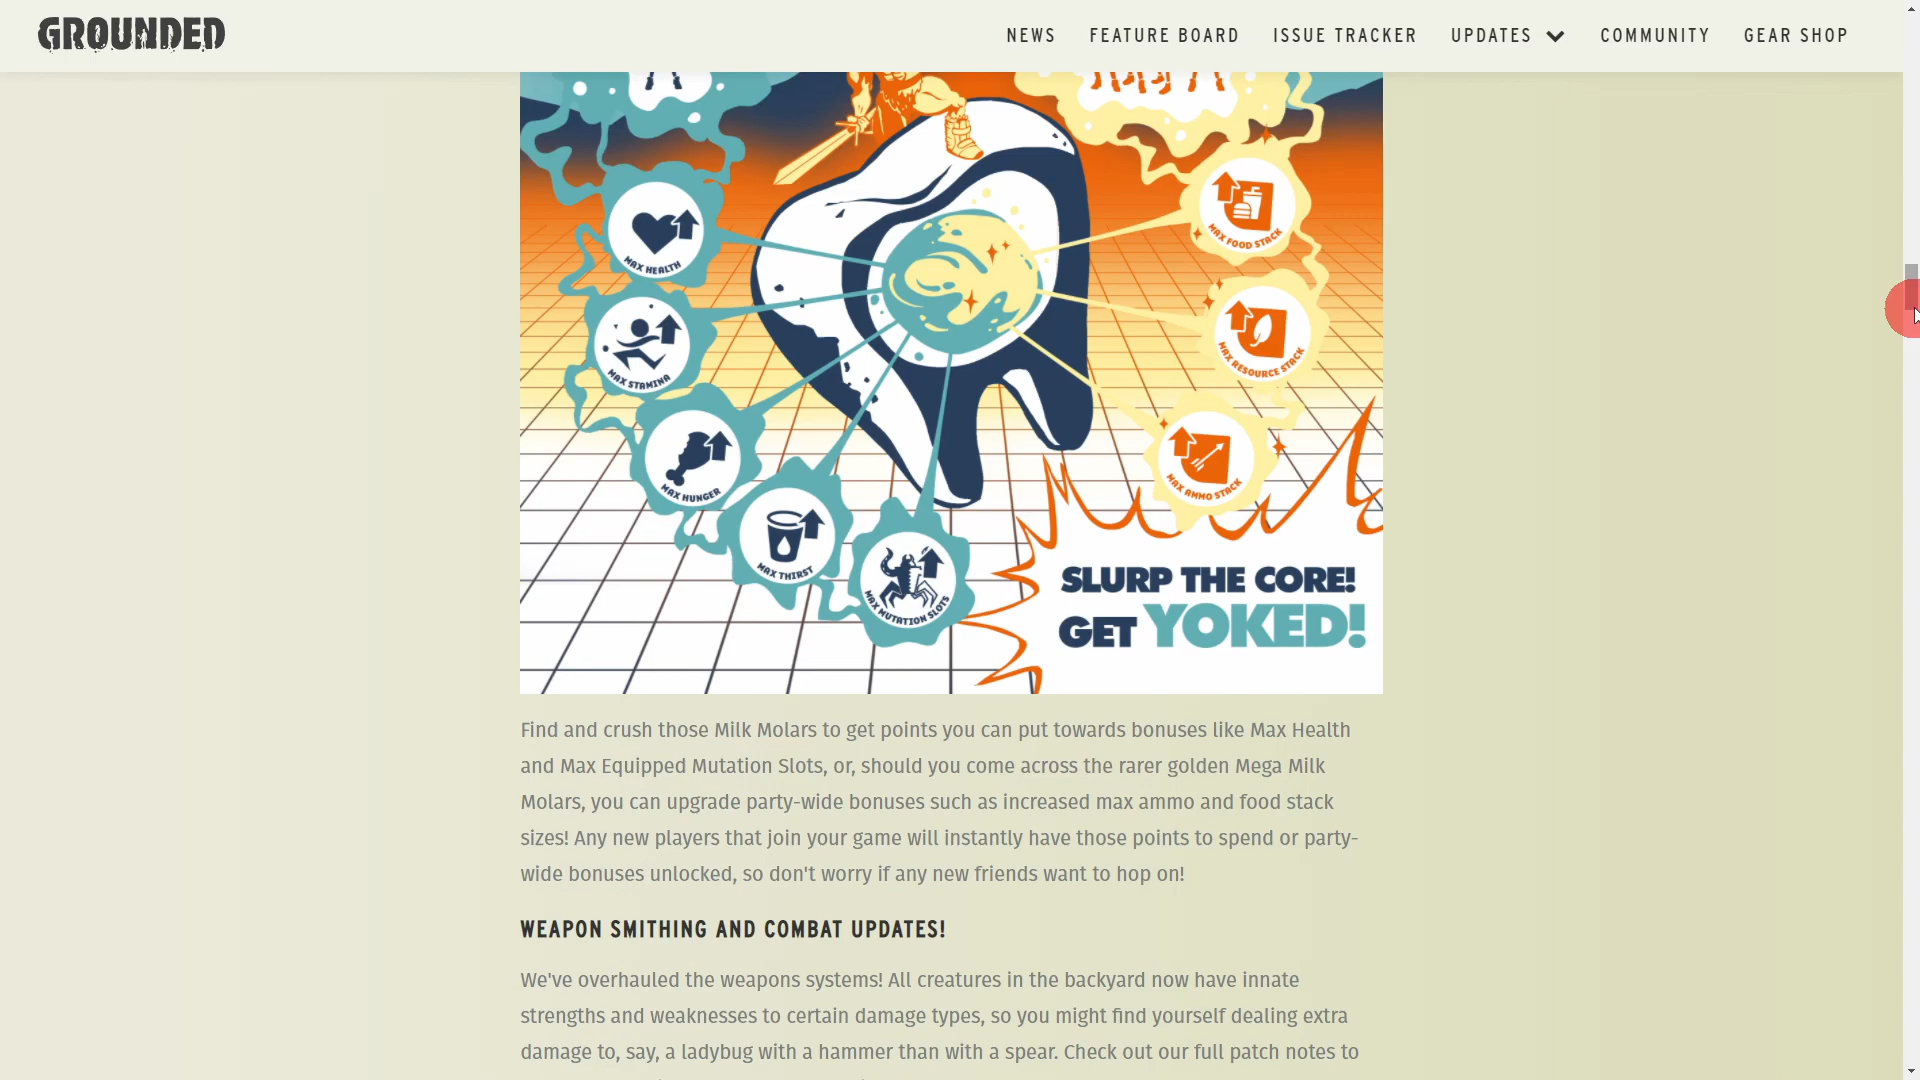 GROUNDED
NEWS FEATURE BOARD ISSUE TRACKER UPDATES COMMUNITY GEAR SHOP
MAX HEALTH
MAX STAMINA
MAX HUNGER
MAX THIRST
MAX MUTATION SLOTS
MAX FOOD STACK
MAX RESOURCE STACK
MAX AMMO STACK
SLURP THE CORE!
GET YOKED!
Find and crush those Milk Molars to get points you can put towards bonuses like Max Health
and Max Equipped Mutation Slots, or, should you come across the rarer golden Mega Milk
Molars, you can upgrade party-wide bonuses such as increased max ammo and food stack
sizes! Any new players that join your game will instantly have those points to spend or party-
wide bonuses unlocked, so don't worry if any new friends want to hop on!
WEAPON SMITHING AND COMBAT UPDATES!
We've overhauled the weapons systems! All creatures in the backyard now have innate
strengths and weaknesses to certain damage types, so you might find yourself dealing extra
damage to, say, a ladybug with a hammer than with a spear. Check out our full patch notes to